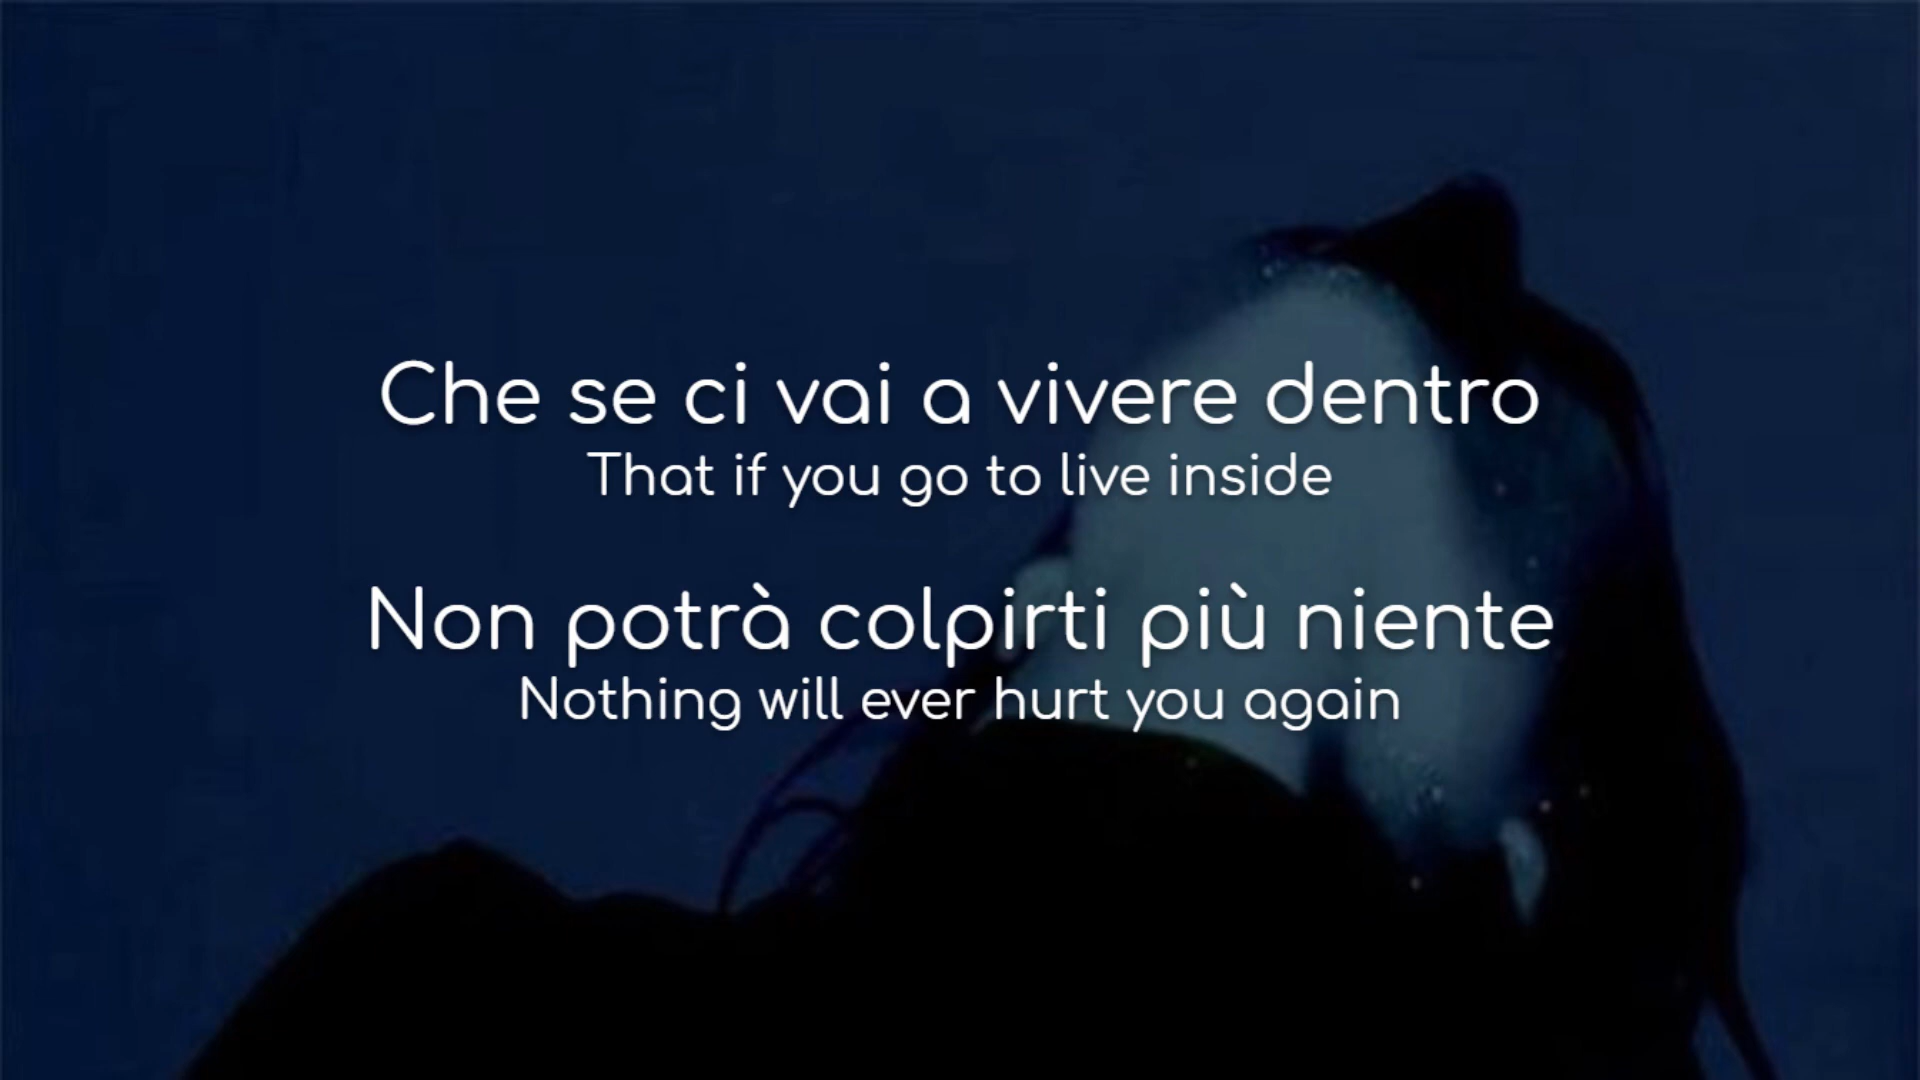 Che se ci vai a vivere dentro
That if you go to live inside
Non potrà colpirti più niente
Nothing will ever hurt you again